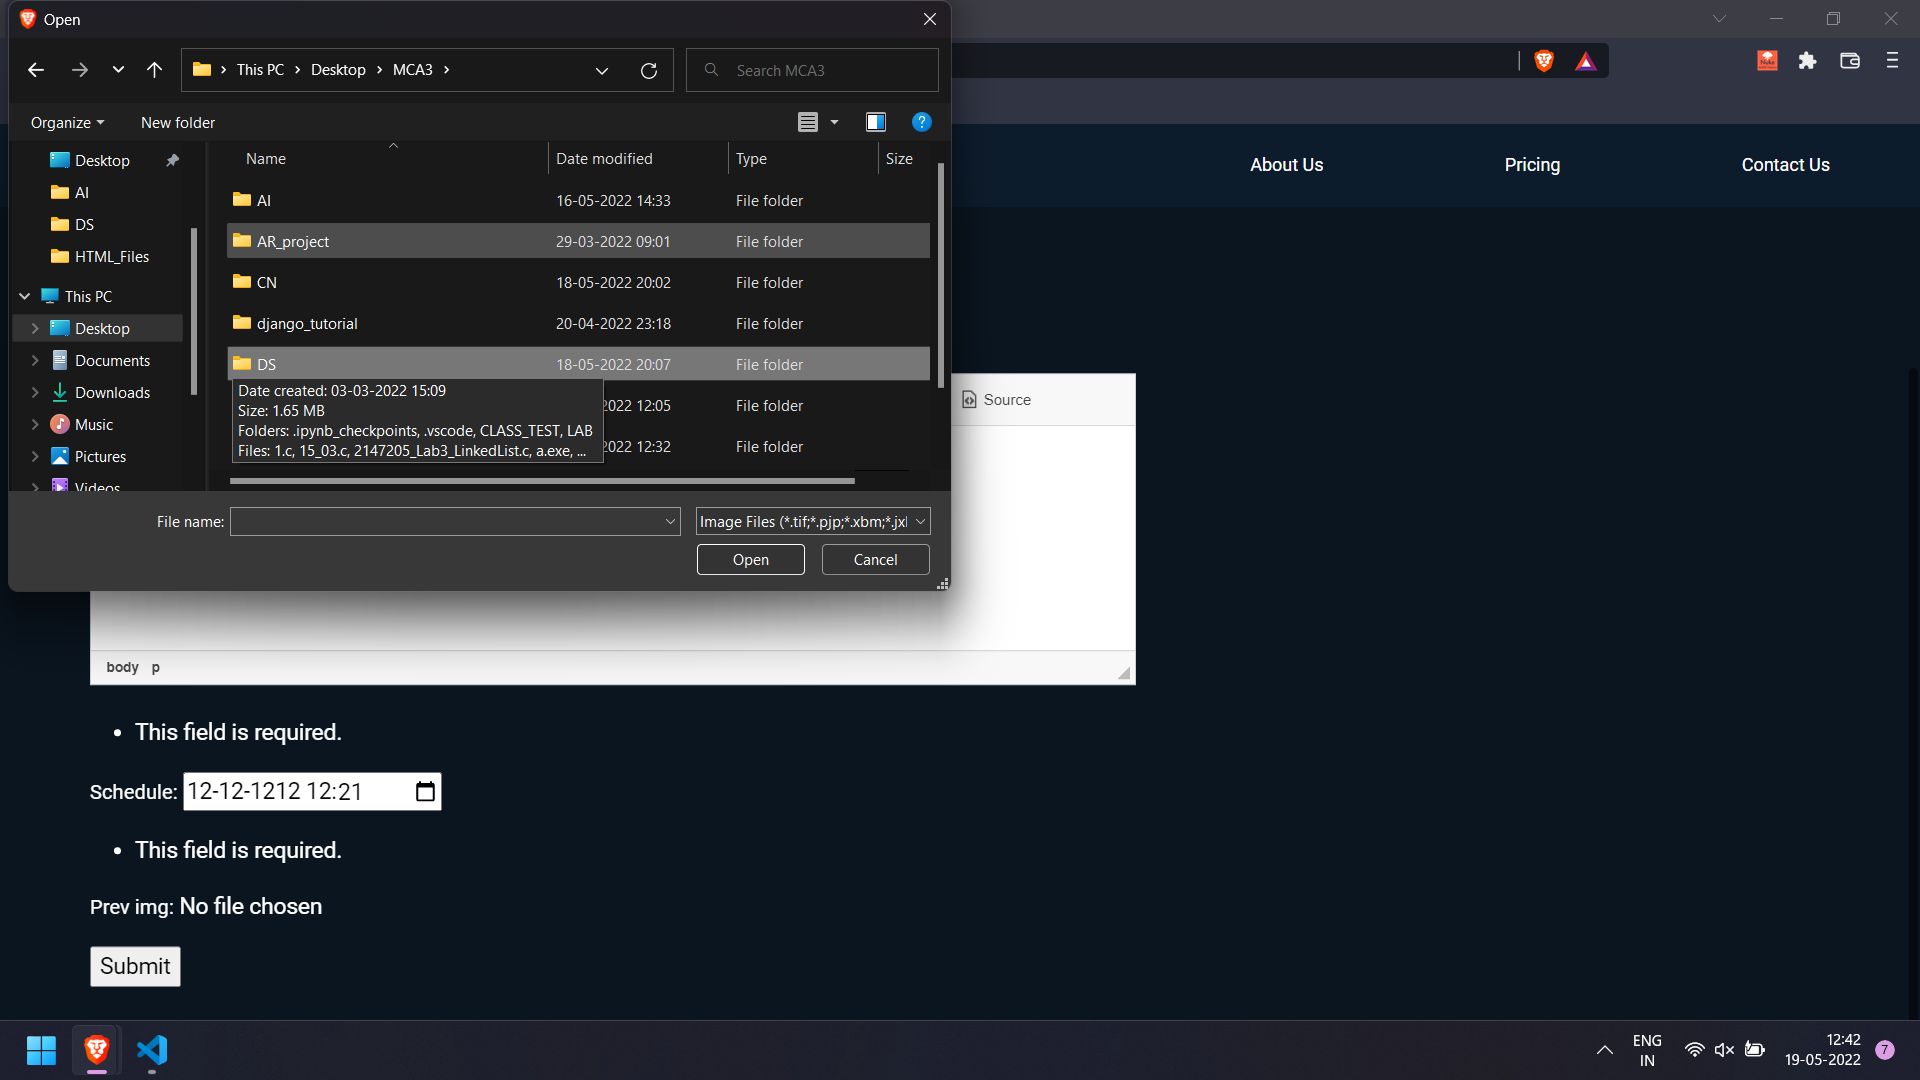 Open
This PC > Desktop > MCA3 >
Search MCA3
Organize
New folder
Name
Date modified
Type
Size
Desktop
AI
DS
HTML_Files
This PC
Desktop
Documents
Downloads
Music
Pictures
Videos
AI 16-05-2022 14:33 File folder
AR_project 29-03-2022 09:01 File folder
CN 18-05-2022 20:02 File folder
django_tutorial 20-04-2022 23:18 File folder
DS 18-05-2022 20:07 File folder
2022 12:05 File folder
2022 12:32 File folder
Date created: 03-03-2022 15:09
Size: 1.65 MB
Folders: .ipynb_checkpoints, .vscode, CLASS_TEST, LAB
Files: 1.c, 15_03.c, 2147205_Lab3_LinkedList.c, a.exe, ...
File name:
Image Files (*.tif;*.pjp;*.xbm;*.jxl
Open
Cancel
About Us
Pricing
Contact Us
Source
body p
• This field is required.
Schedule: 12-12-1212 12:21
• This field is required.
Prev img: No file chosen
Submit
ENG
IN
12:42
19-05-2022
7